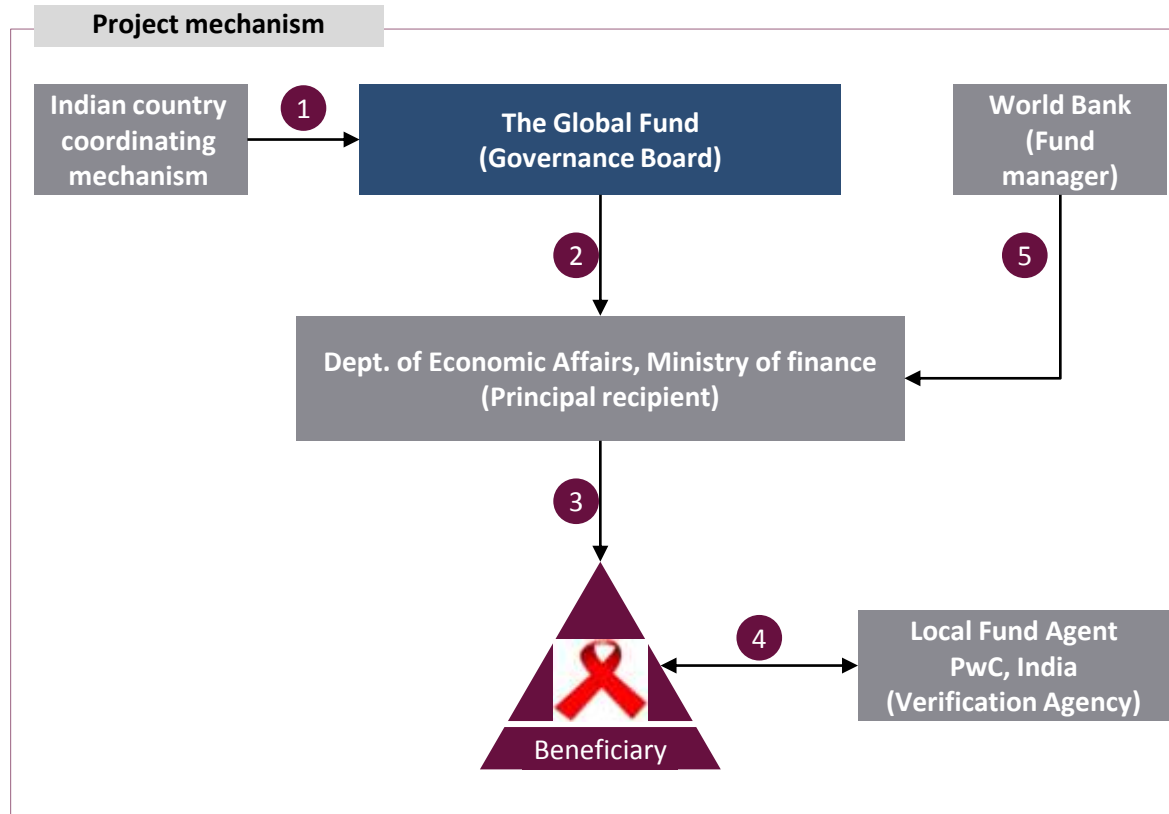 Project mechanism
Indian country
coordinating
mechanism
1
The Global Fund
(Governance Board)
World Bank
(Fund
manager)
2
5
Dept. of Economic Affairs, Ministry of finance
(Principal recipient)
3
4
Local Fund Agent
PwC, India
(Verification Agency)
Beneficiary